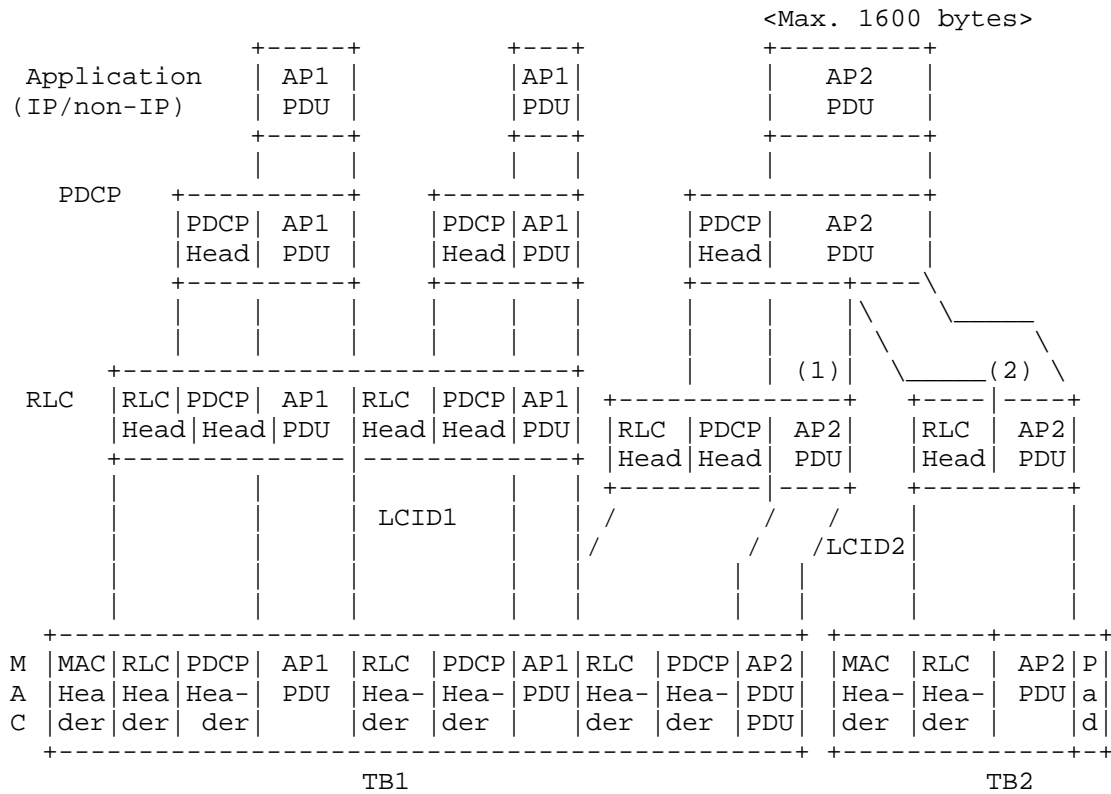 <Max. 1600 bytes>
Application AP1 AP1 AP2
(IP/non-IP) PDU PDU PDU
PDCP
PDCP AP1 PDCP AP1 PDCP AP2
Head PDU Head PDU Head PDU
(1) (2)
RLC RLC PDCP AP1 RLC PDCP AP1
Head Head PDU Head Head PDU
RLC PDCP AP2 RLC AP2
Head Head PDU Head PDU
LCID1
LCID2
M MAC RLC PDCP AP1 RLC PDCP AP1 RLC PDCP AP2 MAC RLC AP2 P
A Hea Hea Hea- PDU Hea- Hea- PDU Hea- Hea- PDU Hea- Hea- PDU a
C der der der der der der der PDU der der d
TB1 TB2